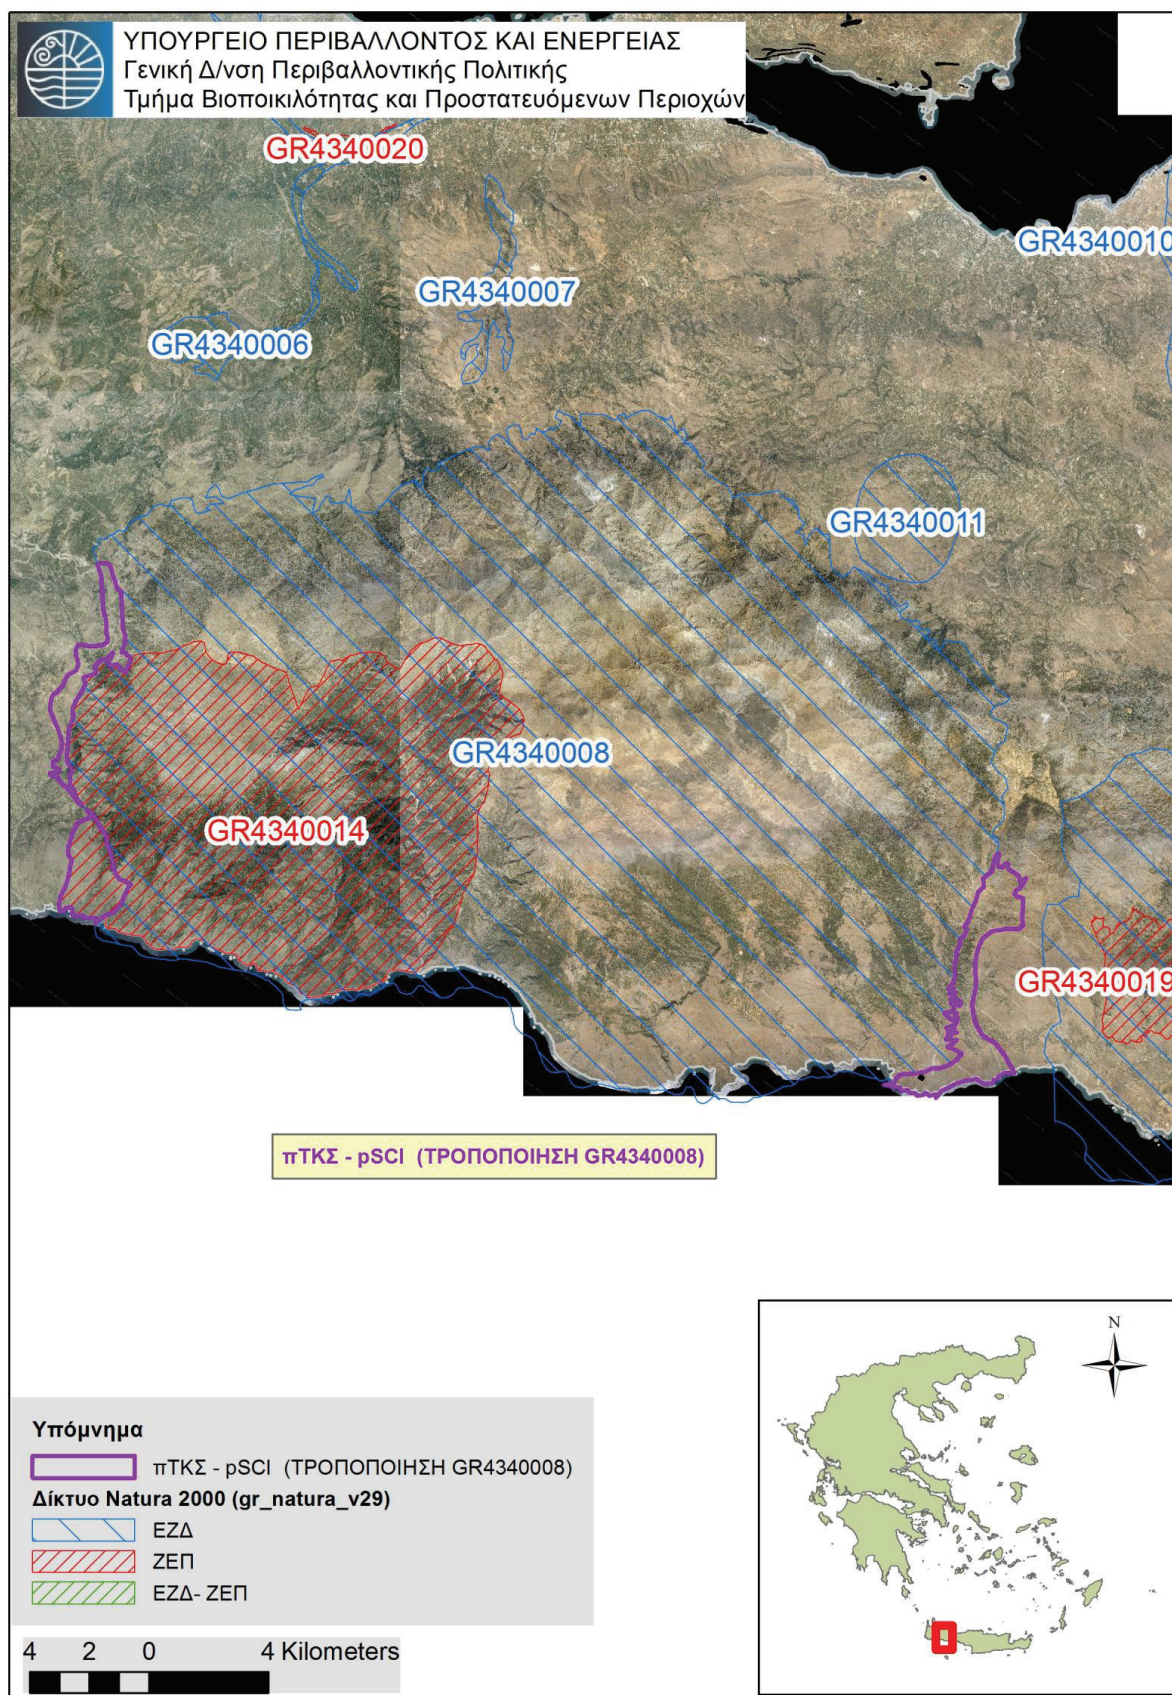 ΥΠΟΥΡΓΕΙΟ ΠΕΡΙΒΑΛΛΟΝΤΟΣ ΚΑΙ ΕΝΕΡΓΕΙΑΣ
Γενική Δ/νση Περιβαλλοντικής Πολιτικής
Τμήμα Βιοποικιλότητας και Προστατευόμενων Περιοχών
GR4340020
GR4340010
GR4340007
GR4340006
GR4340011
GR4340008
GR4340014
GR4340019
πΤΚΣ - pSCI (ΤΡΟΠΟΠΟΙΗΣΗ GR4340008)
N
Υπόμνημα
πΤΚΣ - pSCI (ΤΡΟΠΟΠΟΙΗΣΗ GR4340008)
Δίκτυο Natura 2000 (gr_natura_v29)
ΕΖΔ
ΖΕΠ
ΕΖΔ- ΖΕΠ
4 2 0 4 Kilometers